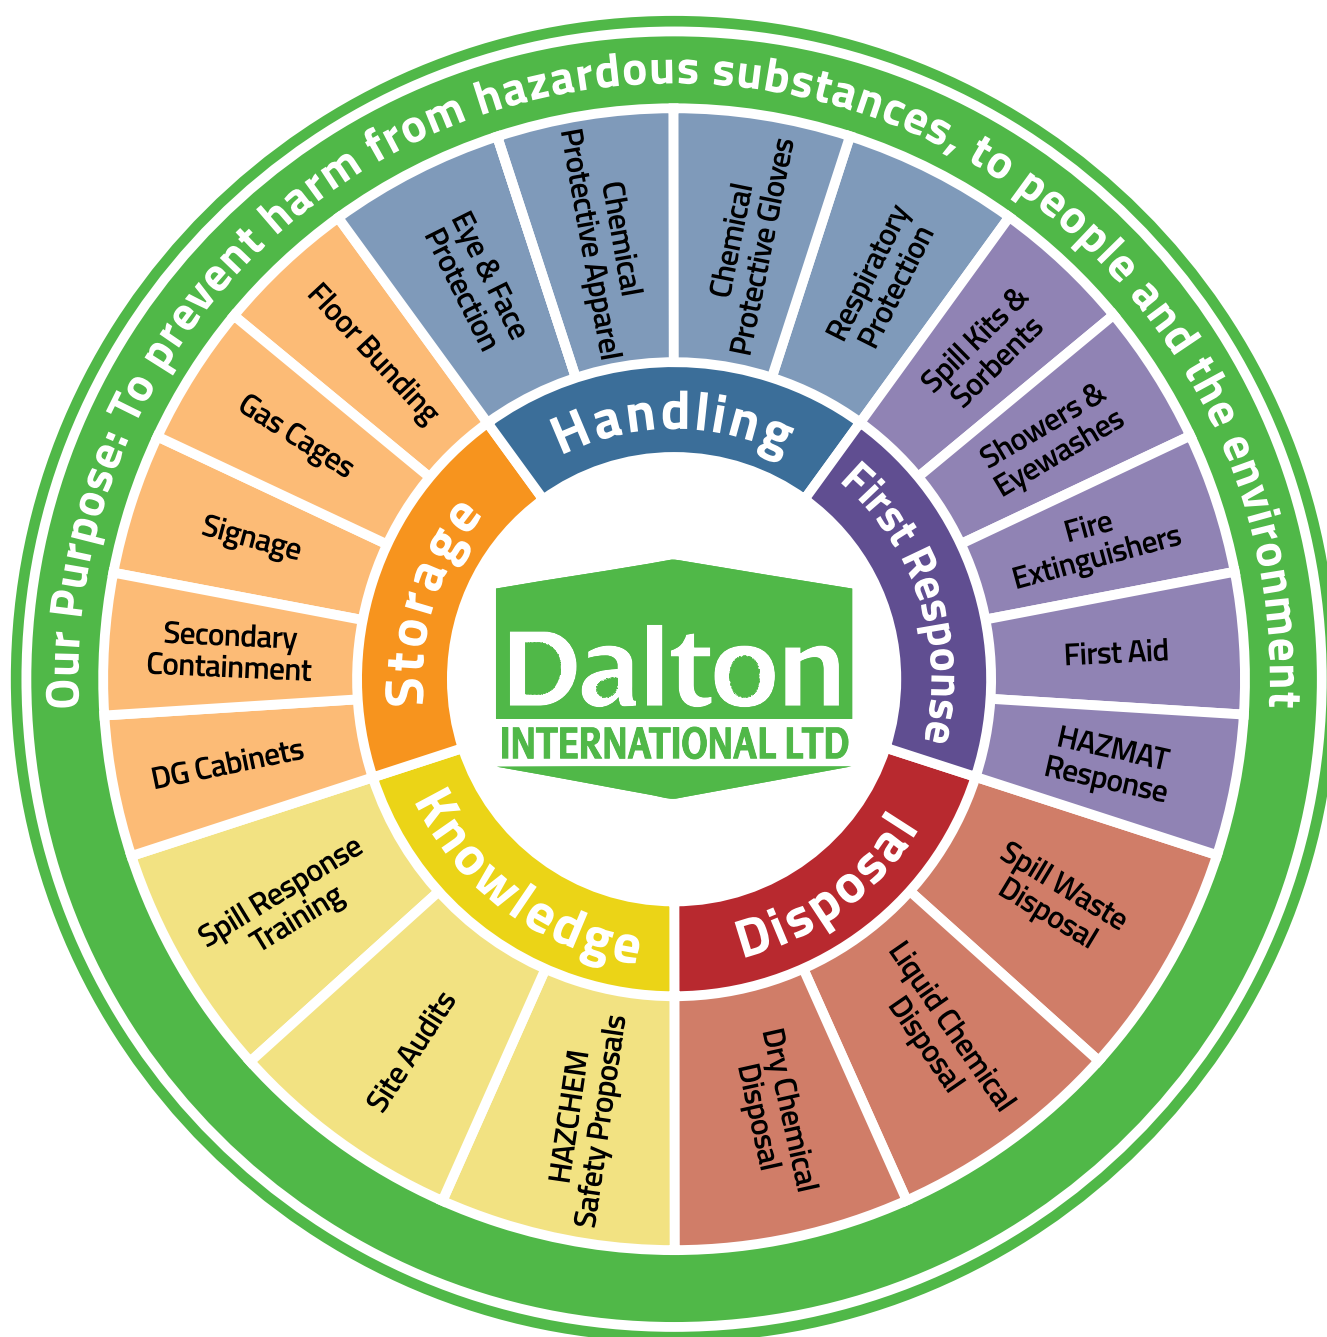 Our Purpose: To prevent harm from hazardous substances, to people and the environment
Handling
Eye & Face
Protection
Chemical
Protective Apparel
Chemical
Protective Gloves
Respiratory
Protection
First Response
Spill Kits &
Sorbents
Showers &
Eyewashes
Fire
Extinguishers
First Aid
HAZMAT
Response
Disposal
Spill Waste
Disposal
Liquid Chemical
Disposal
Dry Chemical
Disposal
Knowledge
HAZCHEM
Safety Proposals
Site Audits
Spill Response
Training
Storage
DG Cabinets
Secondary
Containment
Signage
Gas Cages
Floor Bunding
Dalton
INTERNATIONAL LTD